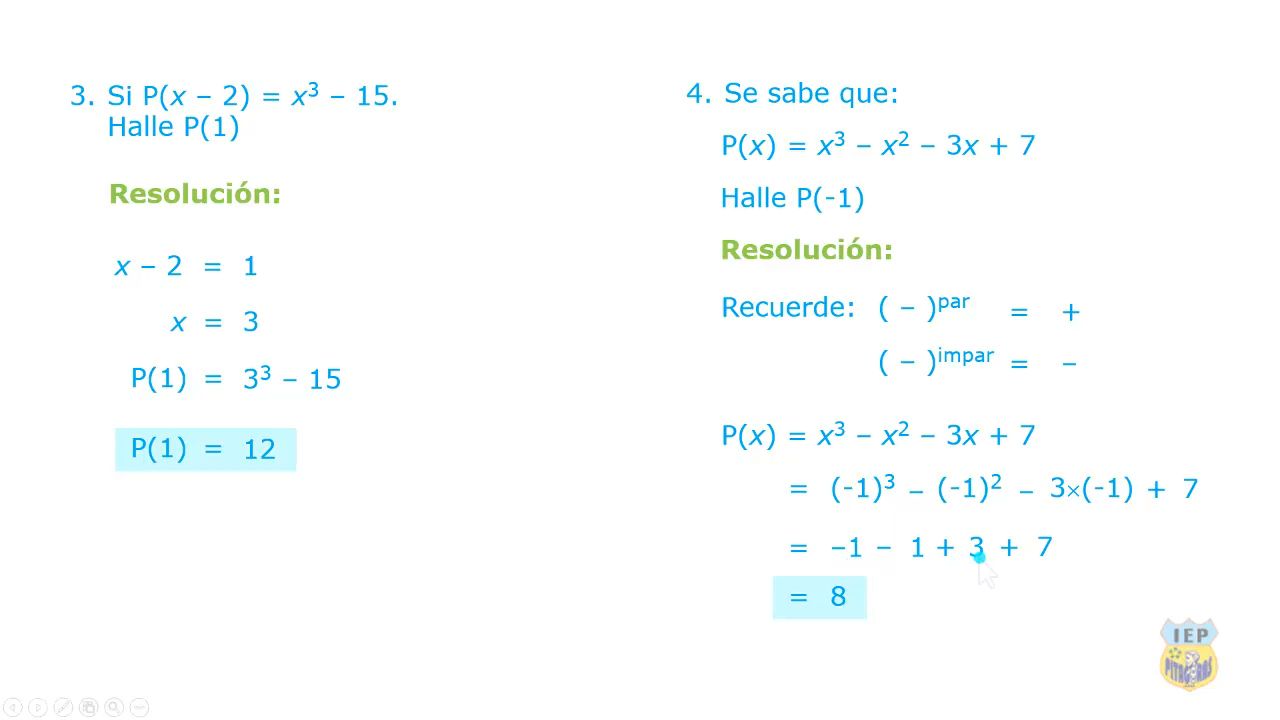 3. Si P(x – 2) = x³ – 15.
Halle P(1)
Resolución:
x – 2 = 1
x = 3
P(1) = 3³ – 15
P(1) = 12
4. Se sabe que:
P(x) = x³ – x² – 3x + 7
Halle P(-1)
Resolución:
Recuerde: ( – )ᵖᵃʳ = +
( – )ⁱᵐᵖᵃʳ = –
P(x) = x³ – x² – 3x + 7
= (-1)³ – (-1)² – 3×(-1) + 7
= –1 – 1 + 3 + 7
= 8
IEP
PITAGORAS